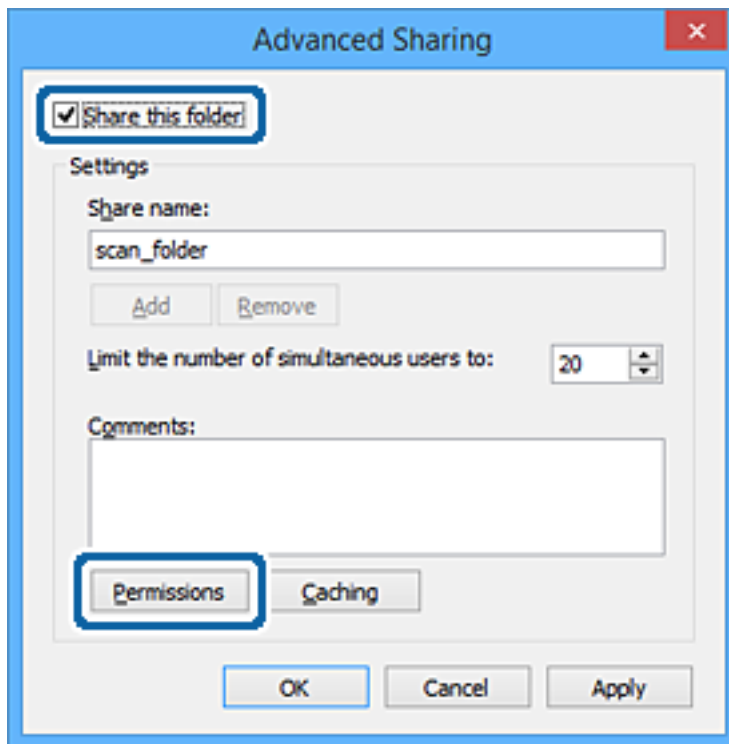 Advanced Sharing
Share this folder
Settings
Share name:
scan_folder
Add Remove
Limit the number of simultaneous users to: 20
Comments:
Permissions Caching
OK Cancel Apply